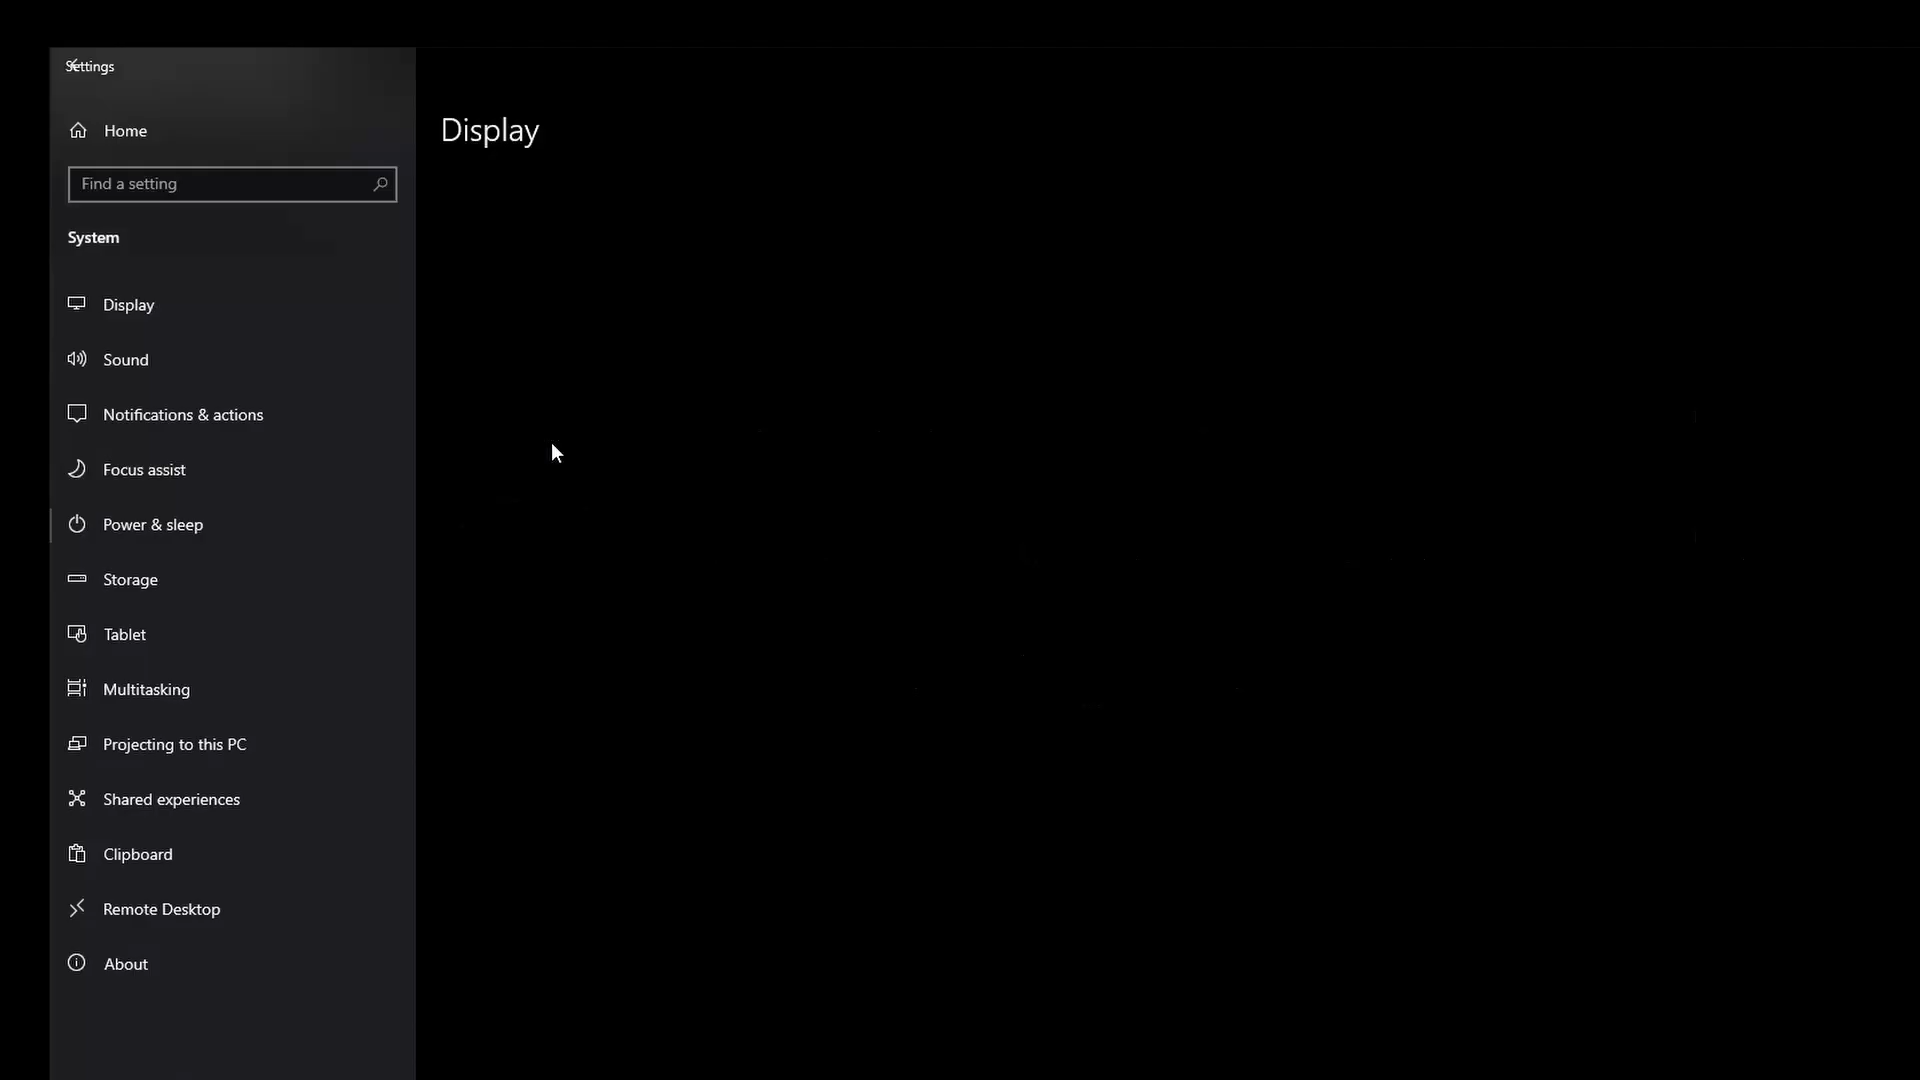 Settings
Home
Display
Find a setting
System
Display
Sound
Notifications & actions
Focus assist
Power & sleep
Storage
Tablet
Multitasking
Projecting to this PC
Shared experiences
Clipboard
Remote Desktop
About